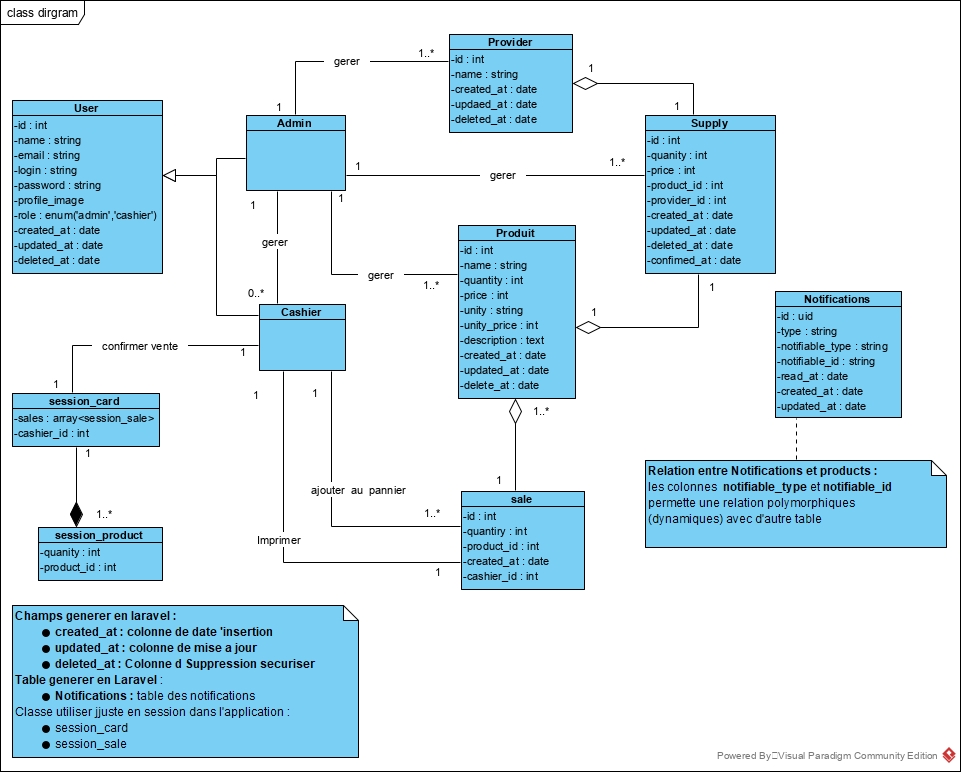 class dirgram
Provider
-id : int
-name : string
-created_at : date
-updaed_at : date
-deleted_at : date
1..*
gerer
1
1
1
User
-id : int
-name : string
-email : string
-login : string
-password : string
-profile_image
-role : enum('admin','cashier')
-created_at : date
-updated_at : date
-deleted_at : date
Admin
1
gerer
1..*
1
1
Supply
-id : int
-quanity : int
-price : int
-product_id : int
-provider_id : int
-created_at : date
-updated_at : date
-deleted_at : date
-confimed_at : date
gerer
0..*
gerer
1..*
Produit
-id : int
-name : string
-quantity : int
-price : int
-unity : string
-unity_price : int
-description : text
-created_at : date
-updated_at : date
-delete_at : date
1
1
Notifications
-id : uid
-type : string
-notifiable_type : string
-notifiable_id : string
-read_at : date
-created_at : date
-updated_at : date
Cashier
confirmer vente
1
1
session_card
-sales : array<session_sale>
-cashier_id : int
1
1..*
session_product
-quanity : int
-product_id : int
1
1
ajouter au pannier
1..*
Imprimer
1
1..*
1
sale
-id : int
-quantiry : int
-product_id : int
-created_at : date
-cashier_id : int
Relation entre Notifications et products :
les colonnes notifiable_type et notifiable_id
permette une relation polymorphiques
(dynamiques) avec d'autre table
Champs generer en laravel :
● created_at : colonne de date 'insertion
● updated_at : colonne de mise a jour
● deleted_at : Colonne d Suppression securiser
Table generer en Laravel :
● Notifications : table des notifications
Classe utiliser jjuste en session dans l'application :
● session_card
● session_sale
Powered By Visual Paradigm Community Edition